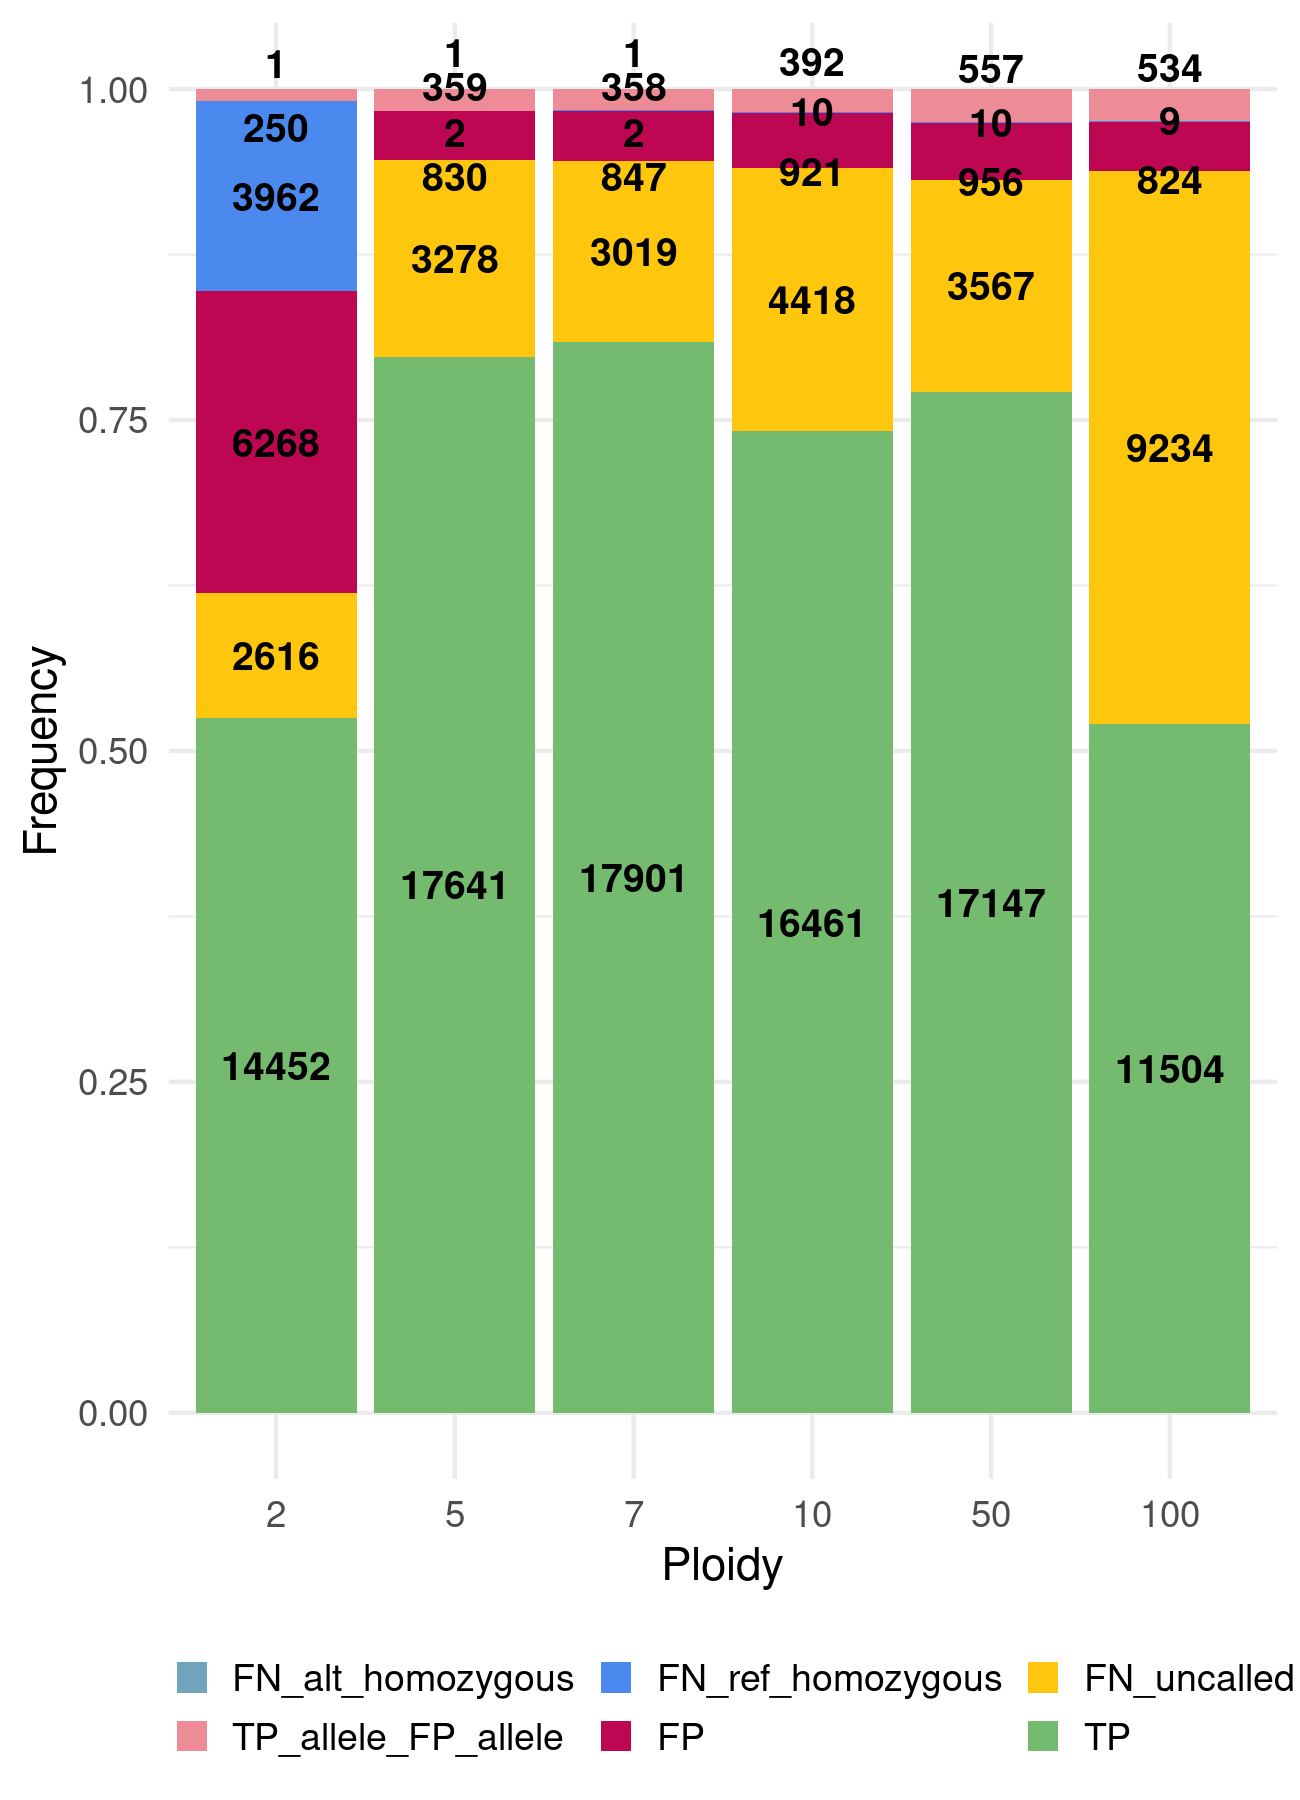 1 1 1 392 557 534
1.00 359 358
250 2 2 10 10 9
3962 830 847 921 956 824
3278 3019 4418 3567
0.75 6268 9234
2616
Frequency
0.50
17641 17901 16461 17147
0.25 14452 11504
0.00
2 5 7 10 50 100
Ploidy
FN_alt_homozygous FN_ref_homozygous FN_uncalled
TP_allele_FP_allele FP TP